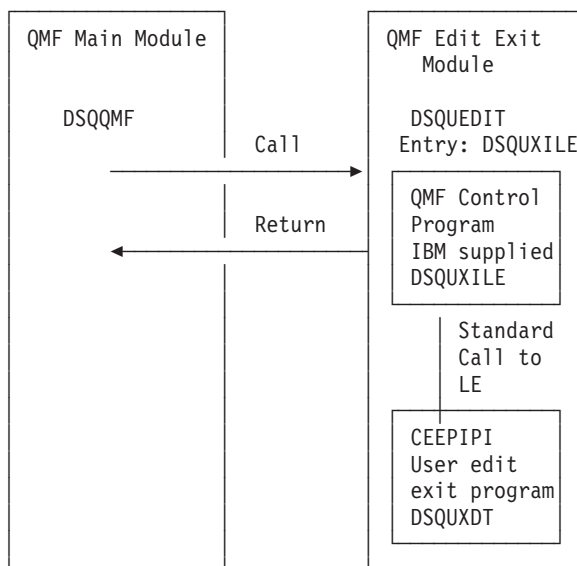 QMF Main Module
DSQQMF
Call
Return
QMF Edit Exit
Module
DSQUEDIT
Entry: DSQUXILE
QMF Control
Program
IBM supplied
DSQUXILE
Standard
Call to
LE
CEEPIPI
User edit
exit program
DSQUXDT